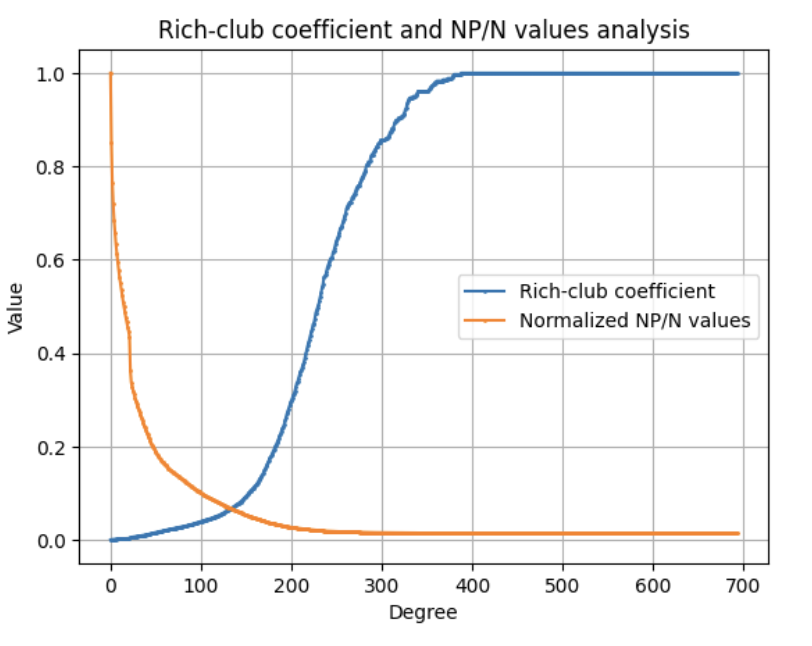 Rich-club coefficient and NP/N values analysis
1.0
0.8
0.6
0.4
0.2
0.0
Value
Rich-club coefficient
Normalized NP/N values
0 100 200 300 400 500 600 700
Degree